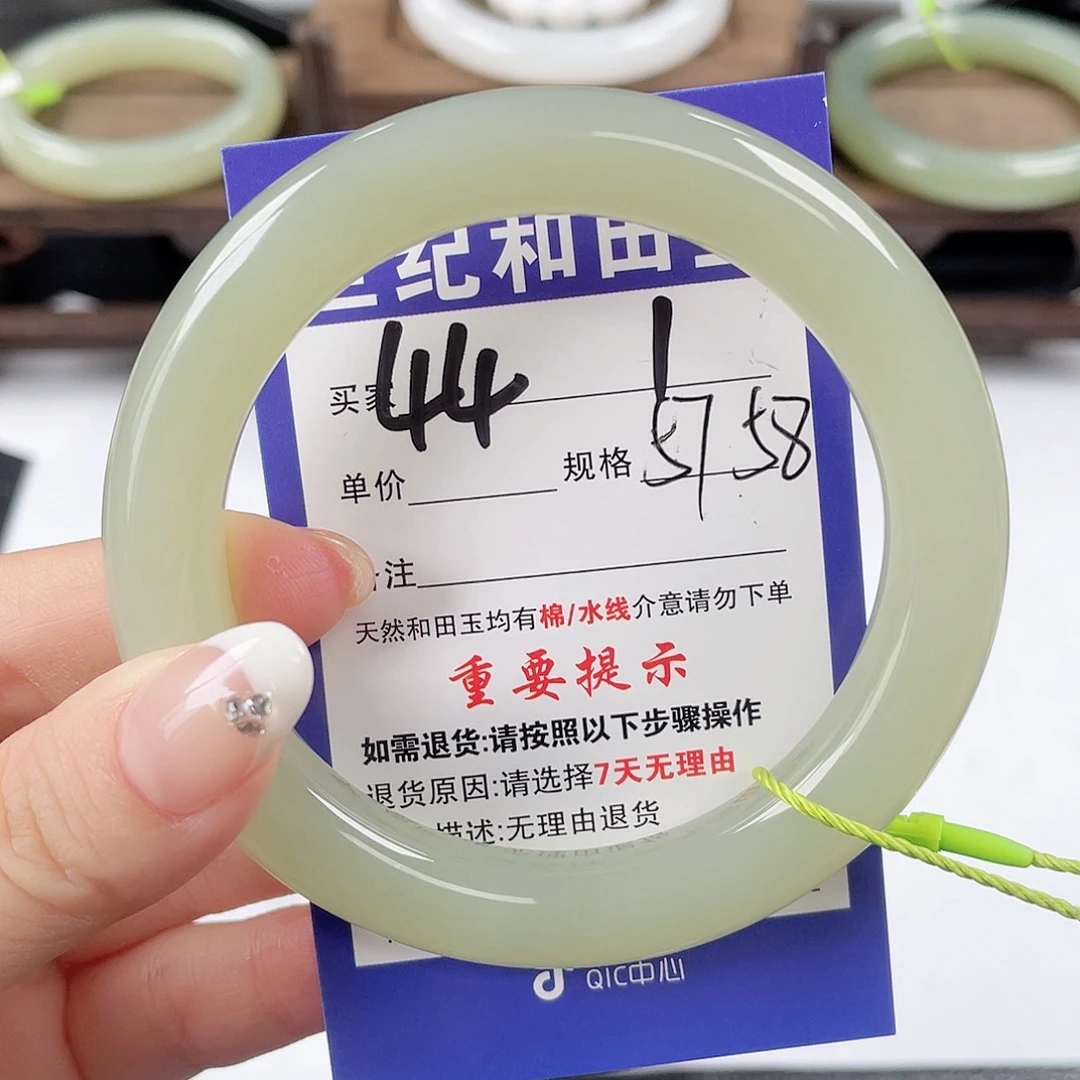 纪和田
买家 44 1
单价 规格 57 58
注
天然和田玉均有棉/水线介意请勿下单
重要提示
如需退货:请按照以下步骤操作
退货原因:请选择7天无理由
描述:无理由退货
QIC中心